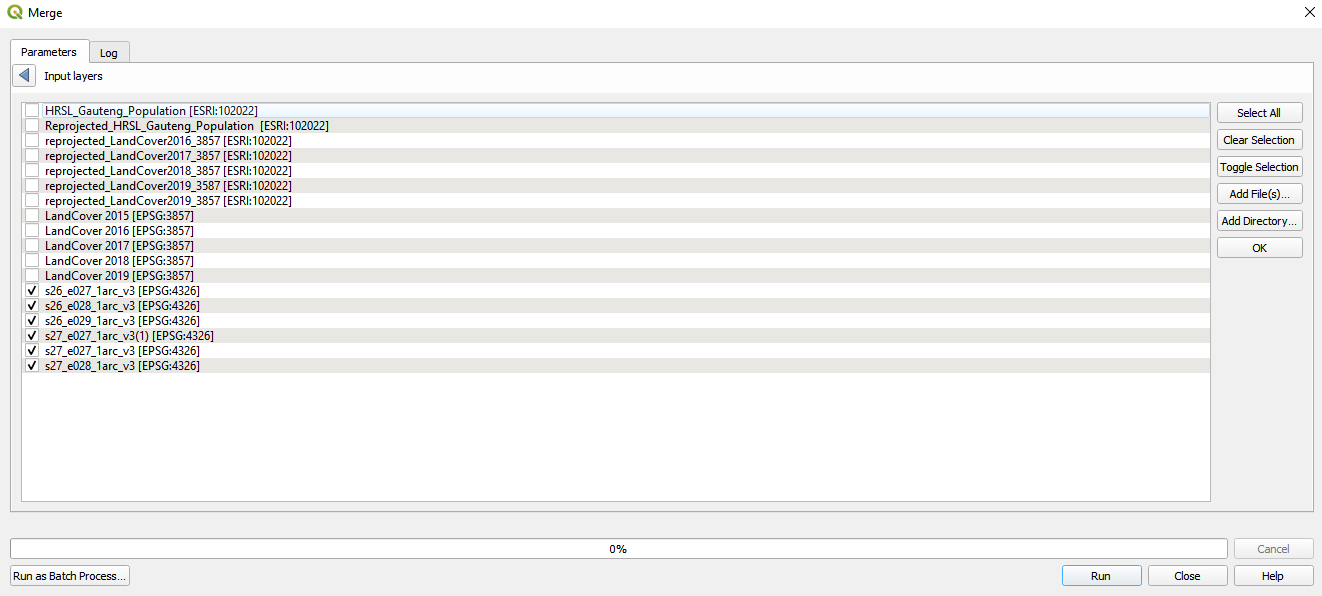 Merge
Parameters
Log
Input layers
HRSL_Gauteng_Population [ESRI:102022]
Reprojected_HRSL_Gauteng_Population [ESRI:102022]
reprojected_LandCover2016_3857 [ESRI:102022]
reprojected_LandCover2017_3857 [ESRI:102022]
reprojected_LandCover2018_3857 [ESRI:102022]
reprojected_LandCover2019_3587 [ESRI:102022]
reprojected_LandCover2019_3857 [ESRI:102022]
LandCover 2015 [EPSG:3857]
LandCover 2016 [EPSG:3857]
LandCover 2017 [EPSG:3857]
LandCover 2018 [EPSG:3857]
LandCover 2019 [EPSG:3857]
s26_e027_1arc_v3 [EPSG:4326]
s26_e028_1arc_v3 [EPSG:4326]
s26_e029_1arc_v3 [EPSG:4326]
s27_e027_1arc_v3(1) [EPSG:4326]
s27_e027_1arc_v3 [EPSG:4326]
s27_e028_1arc_v3 [EPSG:4326]
Select All
Clear Selection
Toggle Selection
Add File(s)...
Add Directory...
OK
0%
Cancel
Run as Batch Process...
Run
Close
Help